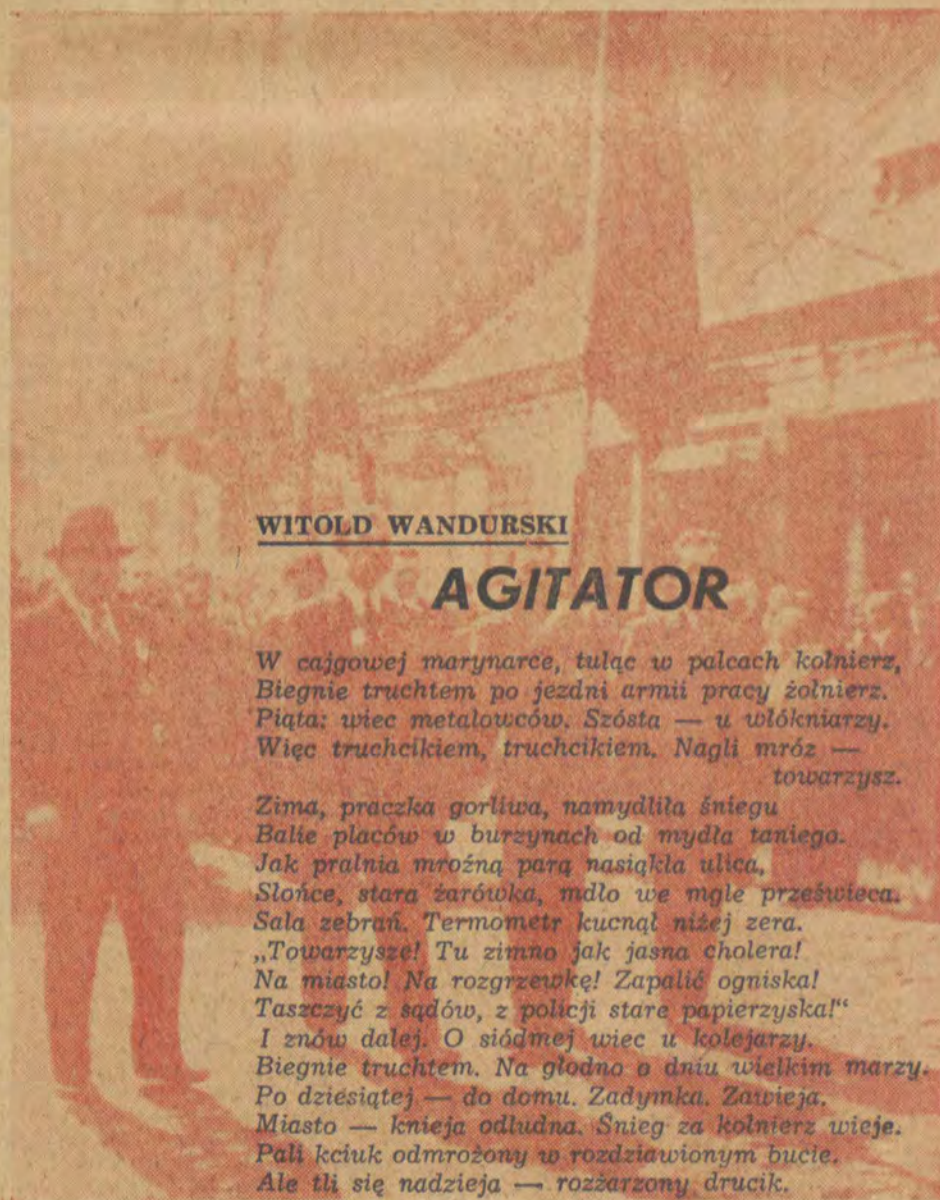 WITOLD WANDURSKI
AGITATOR
W cajgowej marynarce, tuląc w palcach kołnierz,
Biegnie truchtem po jezdni armii pracy żołnierz.
Piąta: wiec metalowców. Szósta — u włókniarzy.
Więc truchcikiem, truchcikiem. Nagli mróz —
towarzysz.
Zima, praczka gorliwa, namydliła śniegu
Balie placów w burzynach od mydła taniego.
Jak pralnia mroźną parą nasiąkła ulica,
Słońce, stara żarówka, mdło we mgle prześwieca.
Sala zebrań. Termometr kucnął niżej zera.
„Towarzysze! Tu zimno jak jasna cholera!
Na miasto! Na rozgrzewkę! Zapalić ogniska!
Taszczyć z sądów, z policji stare papierzyska!“
I znów dalej. O siódmej wiec u kolejarzy.
Biegnie truchtem. Na głodno o dniu wielkim marzy.
Po dziesiątej — do domu. Zadymka. Zawieja.
Miasto — knieja odludna. Śnieg za kołnierz wieje.
Pali kciuk odmrożony w rozdziawionym bucie.
Ale tli się nadzieja — rozżarzony drucik.